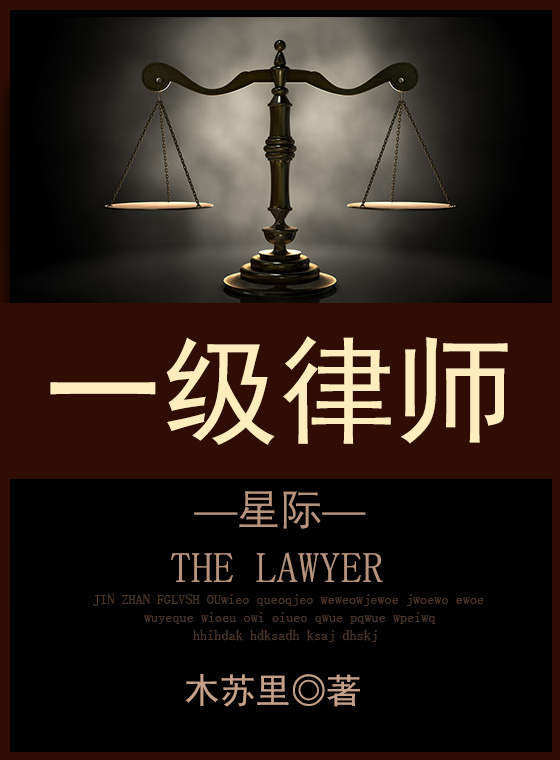 一级律师
—星际—
THE LAWYER
JIN ZHAN FGLVSH OUwieo queoqjeo weweowjewoe jwoewo ewoe
wuyeque wioeu owi oiueo qwue pqwue wpeiwq
hhihdak hdksadh ksaj dhskj
木苏里◎著